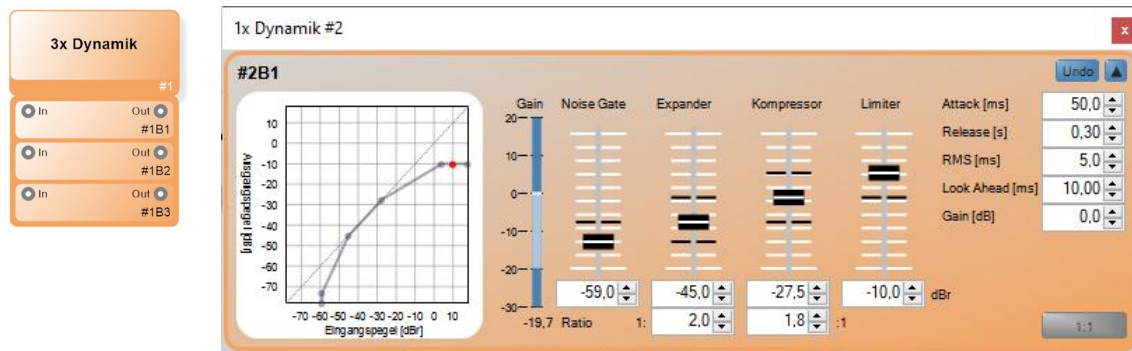 3x Dynamik
#1
In Out
#1B1
In Out
#1B2
In Out
#1B3
1x Dynamik #2
x
#2B1
Undo
Ausgangspegel [dBr]
10
0
-10
-20
-30
-40
-50
-60
-70
-70 -60 -50 -40 -30 -20 -10 0 10
Eingangspegel [dBr]
Gain Noise Gate Expander Kompressor Limiter
20
10
0
-10
-20
-30
-19,7
-59,0 -45,0 -27,5 -10,0 dBr
Ratio 1: 2,0 1,8 :1
Attack [ms] 50,0
Release [s] 0,30
RMS [ms] 5,0
Look Ahead [ms] 10,00
Gain [dB] 0,0
1:1